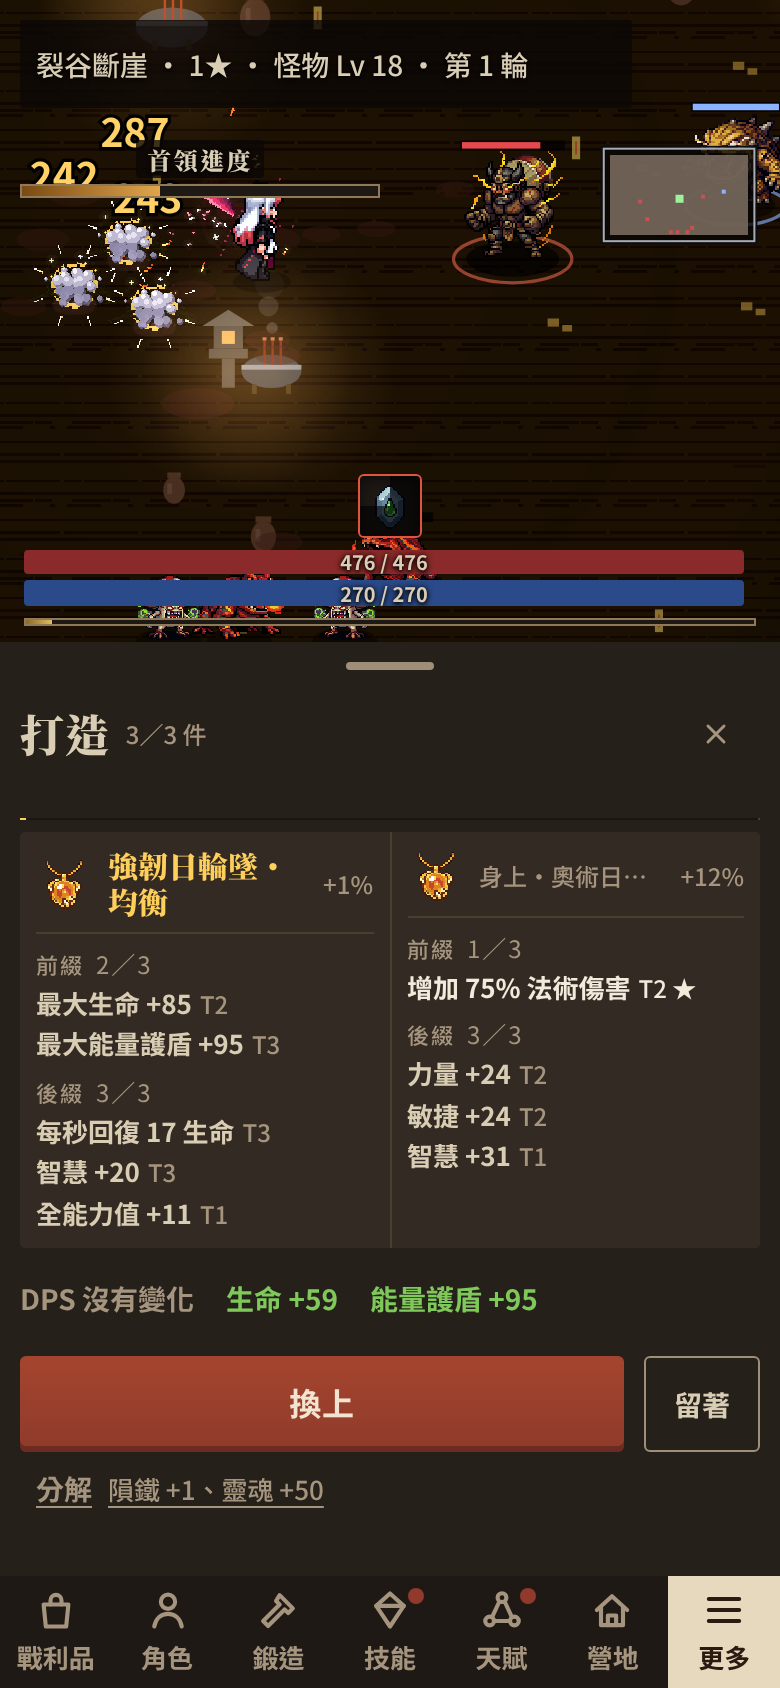 裂谷斷崖 · 1★ · 怪物 Lv 18 · 第 1 輪
287
首領進度
242
243
476 / 476
270 / 270
打造 3／3 件
強韌日輪墜・
均衡
+1%
前綴 2／3
最大生命 +85 T2
最大能量護盾 +95 T3
後綴 3／3
每秒回復 17 生命 T3
智慧 +20 T3
全能力值 +11 T1
身上・奧術日⋯ +12%
前綴 1／3
增加 75% 法術傷害 T2 ★
後綴 3／3
力量 +24 T2
敏捷 +24 T2
智慧 +31 T1
DPS 沒有變化 生命 +59 能量護盾 +95
換上
留著
分解 隕鐵 +1、靈魂 +50
戰利品 角色 鍛造 技能 天賦 營地 更多